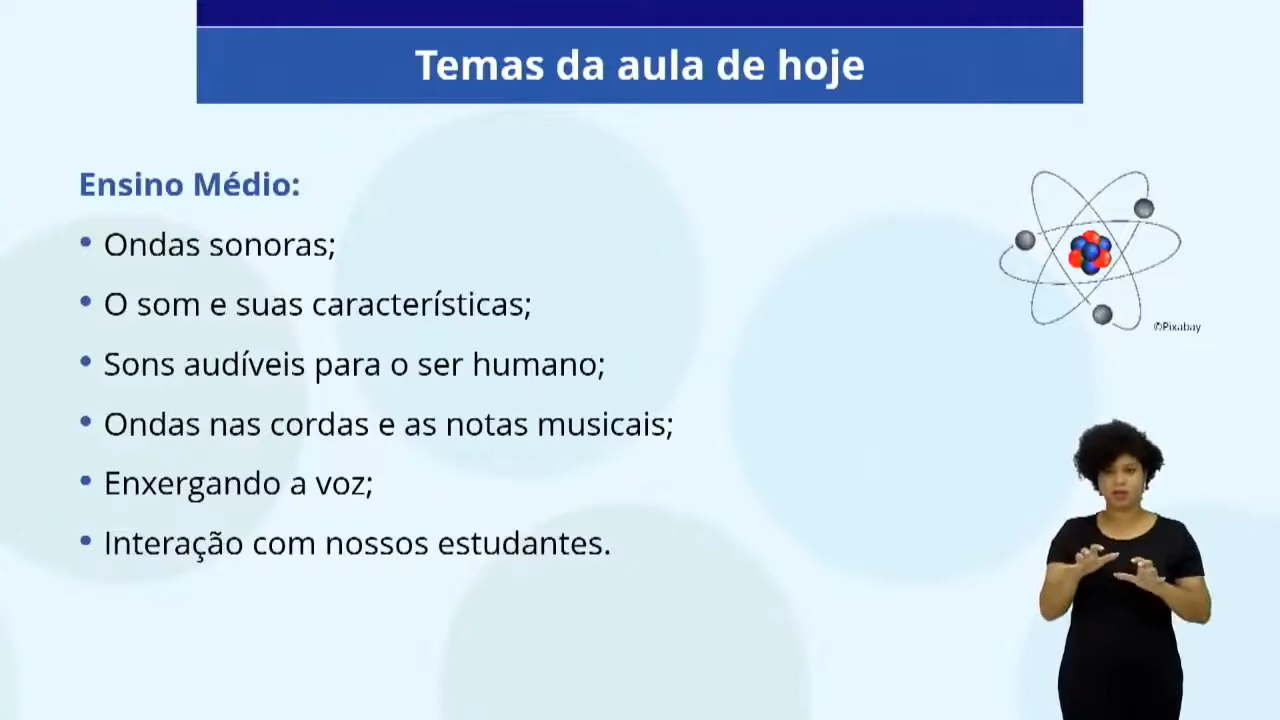 Temas da aula de hoje
Ensino Médio:
• Ondas sonoras;
• O som e suas características;
• Sons audíveis para o ser humano;
• Ondas nas cordas e as notas musicais;
• Enxergando a voz;
• Interação com nossos estudantes.
©Pixabay